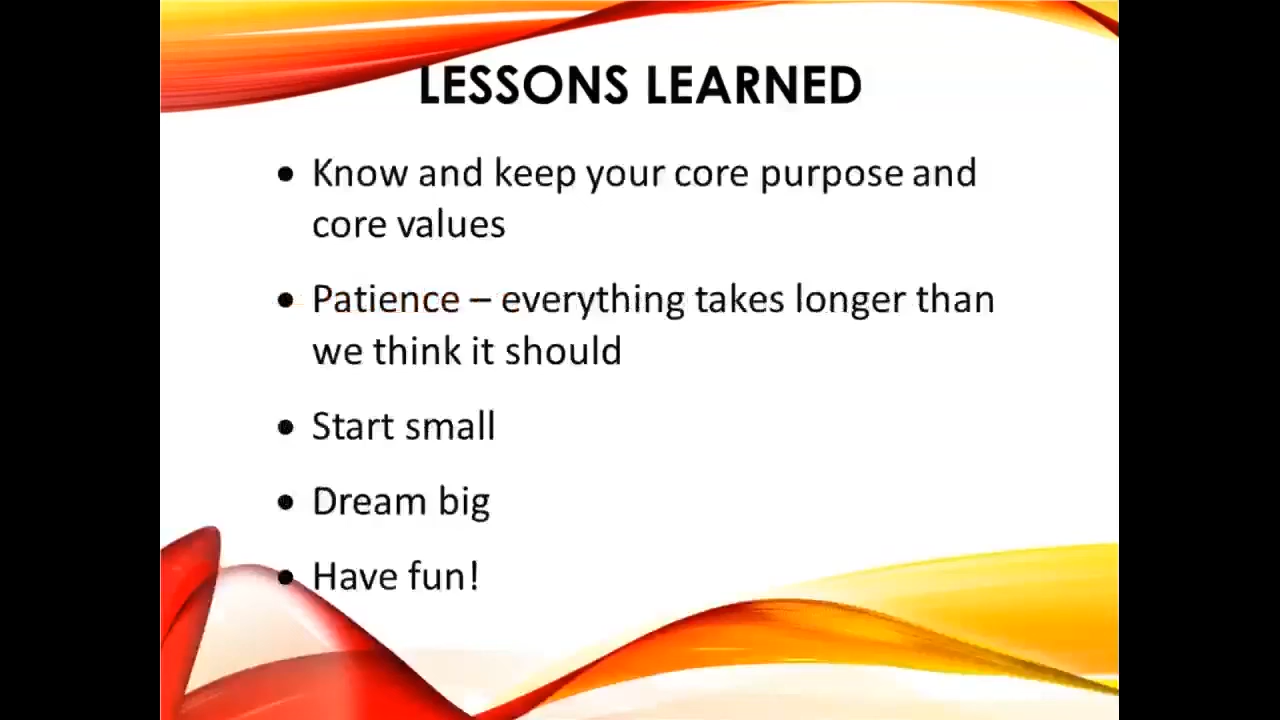 LESSONS LEARNED
• Know and keep your core purpose and
core values
• Patience – everything takes longer than
we think it should
• Start small
• Dream big
• Have fun!